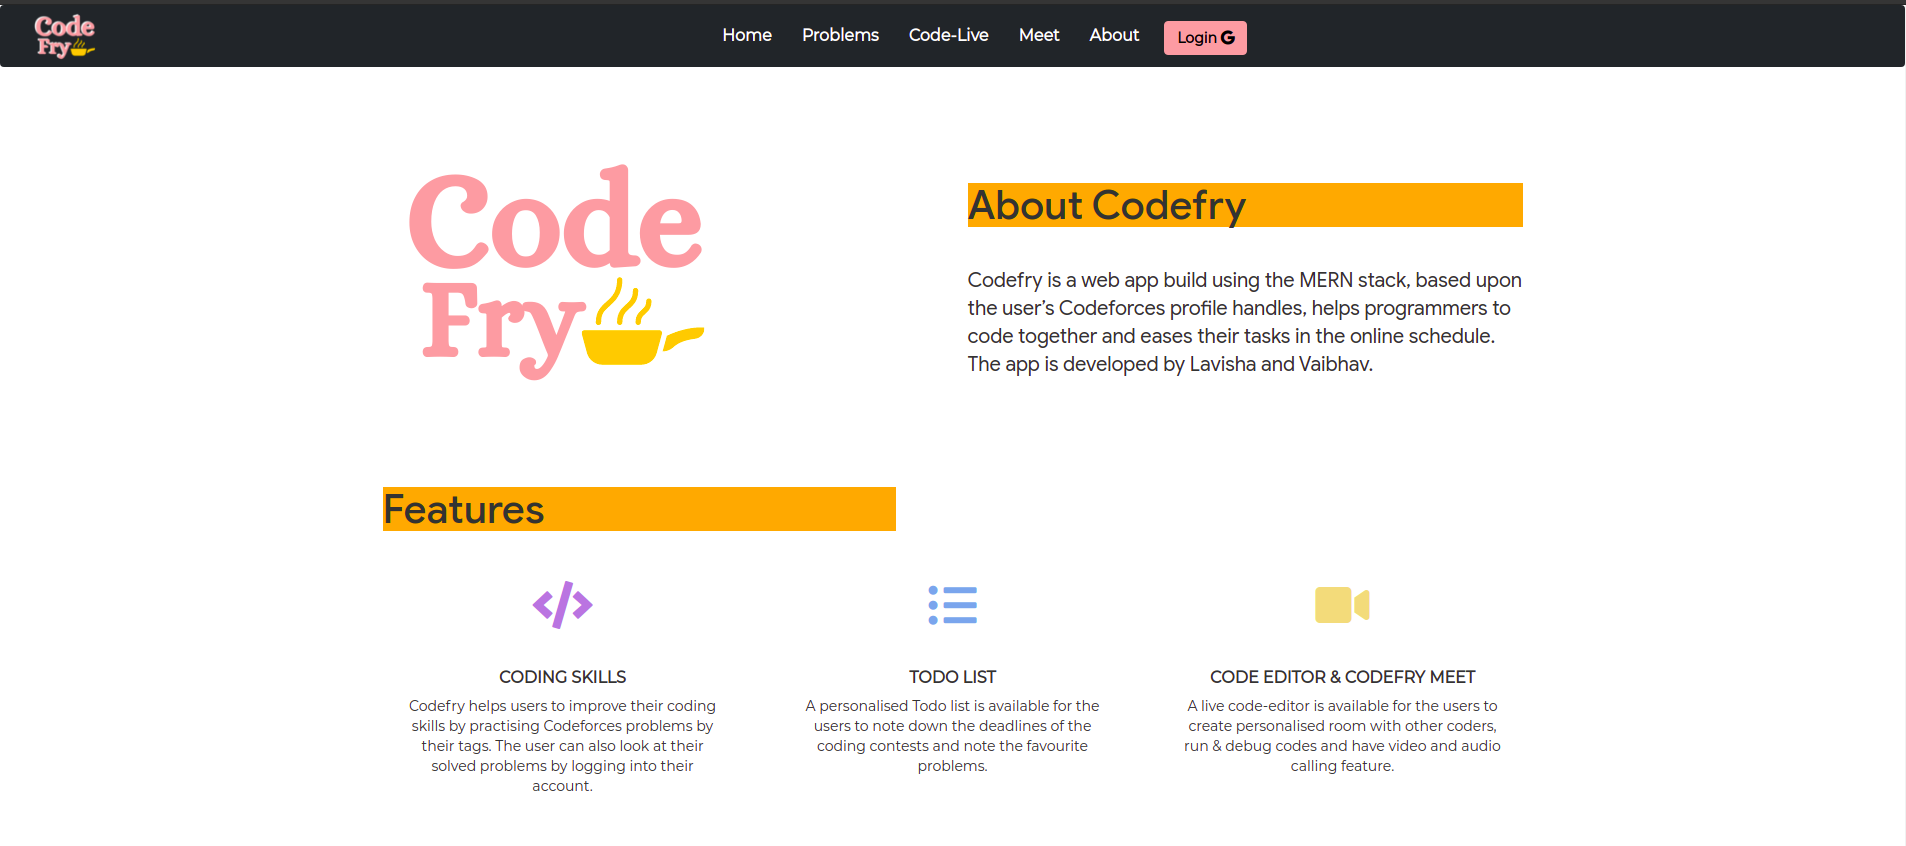 Code
Fry
Home Problems Code-Live Meet About Login G
Code
Fry
About Codefry
Codefry is a web app build using the MERN stack, based upon
the user’s Codeforces profile handles, helps programmers to
code together and eases their tasks in the online schedule.
The app is developed by Lavisha and Vaibhav.
Features
CODING SKILLS
Codefry helps users to improve their coding
skills by practising Codeforces problems by
their tags. The user can also look at their
solved problems by logging into their
account.
TODO LIST
A personalised Todo list is available for the
users to note down the deadlines of the
coding contests and note the favourite
problems.
CODE EDITOR & CODEFRY MEET
A live code-editor is available for the users to
create personalised room with other coders,
run & debug codes and have video and audio
calling feature.